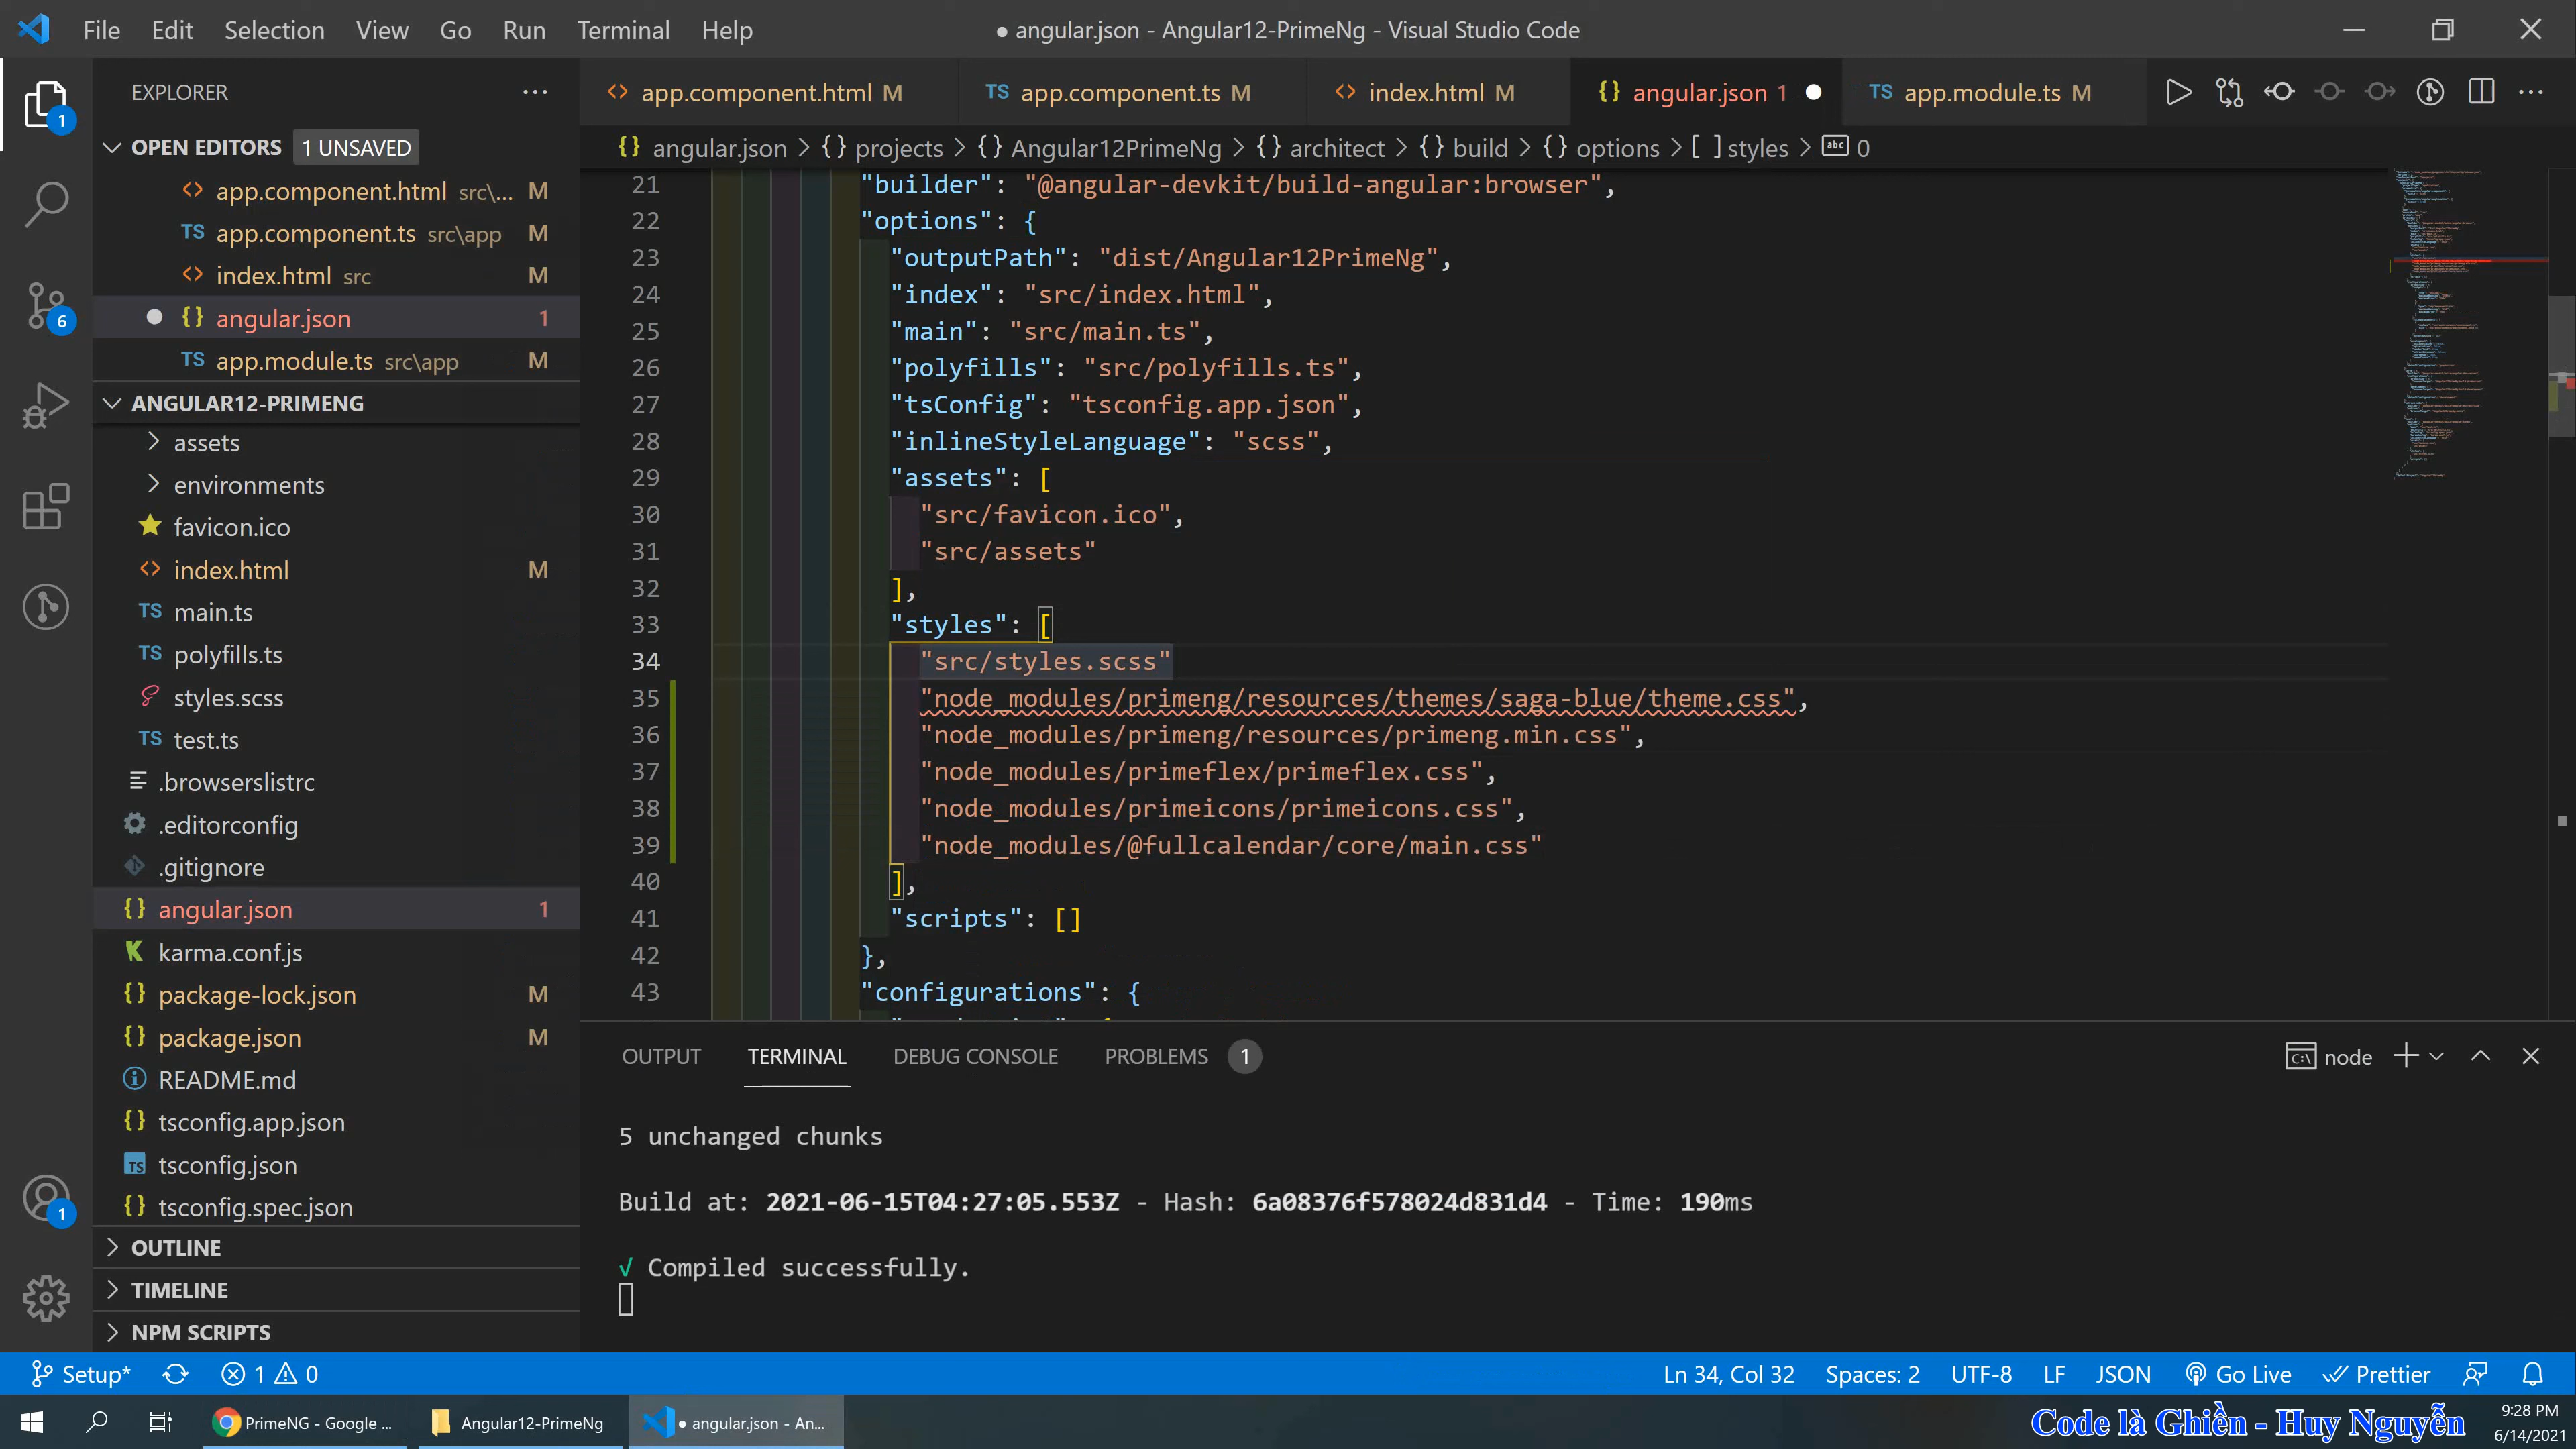 File Edit Selection View Go Run Terminal Help
● angular.json - Angular12-PrimeNg - Visual Studio Code
EXPLORER
OPEN EDITORS 1 UNSAVED
app.component.html src\... M
app.component.ts src\app M
index.html src M
angular.json 1
app.module.ts src\app M
ANGULAR12-PRIMENG
assets
environments
favicon.ico
index.html M
main.ts
polyfills.ts
styles.scss
test.ts
.browserslistrc
.editorconfig
.gitignore
angular.json 1
karma.conf.js
package-lock.json M
package.json M
README.md
tsconfig.app.json
tsconfig.json
tsconfig.spec.json
OUTLINE
TIMELINE
NPM SCRIPTS
app.component.html M
app.component.ts M
index.html M
angular.json 1
app.module.ts M
angular.json > {} projects > {} Angular12PrimeNg > {} architect > {} build > {} options > [ ] styles > abc 0
21 "builder": "@angular-devkit/build-angular:browser",
22 "options": {
23 "outputPath": "dist/Angular12PrimeNg",
24 "index": "src/index.html",
25 "main": "src/main.ts",
26 "polyfills": "src/polyfills.ts",
27 "tsConfig": "tsconfig.app.json",
28 "inlineStyleLanguage": "scss",
29 "assets": [
30 "src/favicon.ico",
31 "src/assets"
32 ],
33 "styles": [
34 "src/styles.scss"
35 "node_modules/primeng/resources/themes/saga-blue/theme.css",
36 "node_modules/primeng/resources/primeng.min.css",
37 "node_modules/primeflex/primeflex.css",
38 "node_modules/primeicons/primeicons.css",
39 "node_modules/@fullcalendar/core/main.css"
40 ],
41 "scripts": []
42 },
43 "configurations": {
OUTPUT TERMINAL DEBUG CONSOLE PROBLEMS 1
node
5 unchanged chunks
Build at: 2021-06-15T04:27:05.553Z - Hash: 6a08376f578024d831d4 - Time: 190ms
√ Compiled successfully.
1
6
1
Setup* 1 0
Ln 34, Col 32 Spaces: 2 UTF-8 LF JSON Go Live Prettier
PrimeNG - Google ...
Angular12-PrimeNg
● angular.json - An...
Code là Ghiền - Huy Nguyễn
9:28 PM
6/14/2021